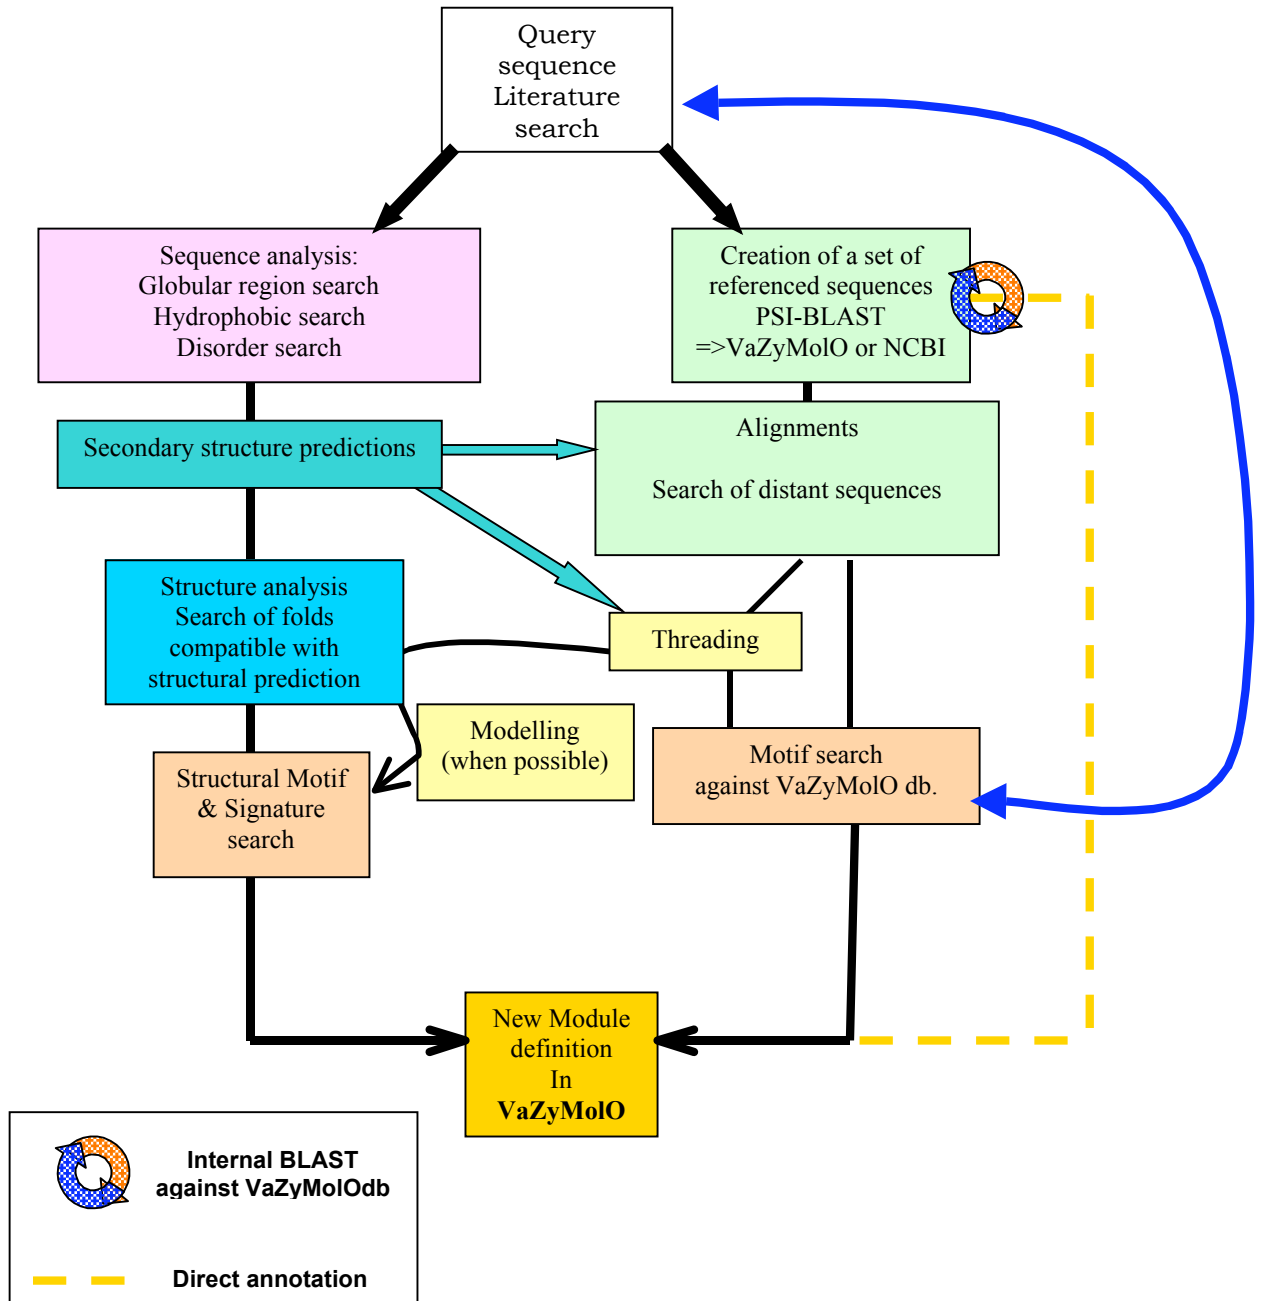 Query
sequence
Literature
search
Sequence analysis:
Globular region search
Hydrophobic search
Disorder search
Creation of a set of
referenced sequences
PSI-BLAST
=>VaZyMolO or NCBI
Secondary structure predictions
Alignments
Search of distant sequences
Structure analysis
Search of folds
compatible with
structural prediction
Threading
Modelling
(when possible)
Motif search
against VaZyMolO db.
Structural Motif
& Signature
search
New Module
definition
In
VaZyMolO
Internal BLAST
against VaZyMolOdb
Direct annotation